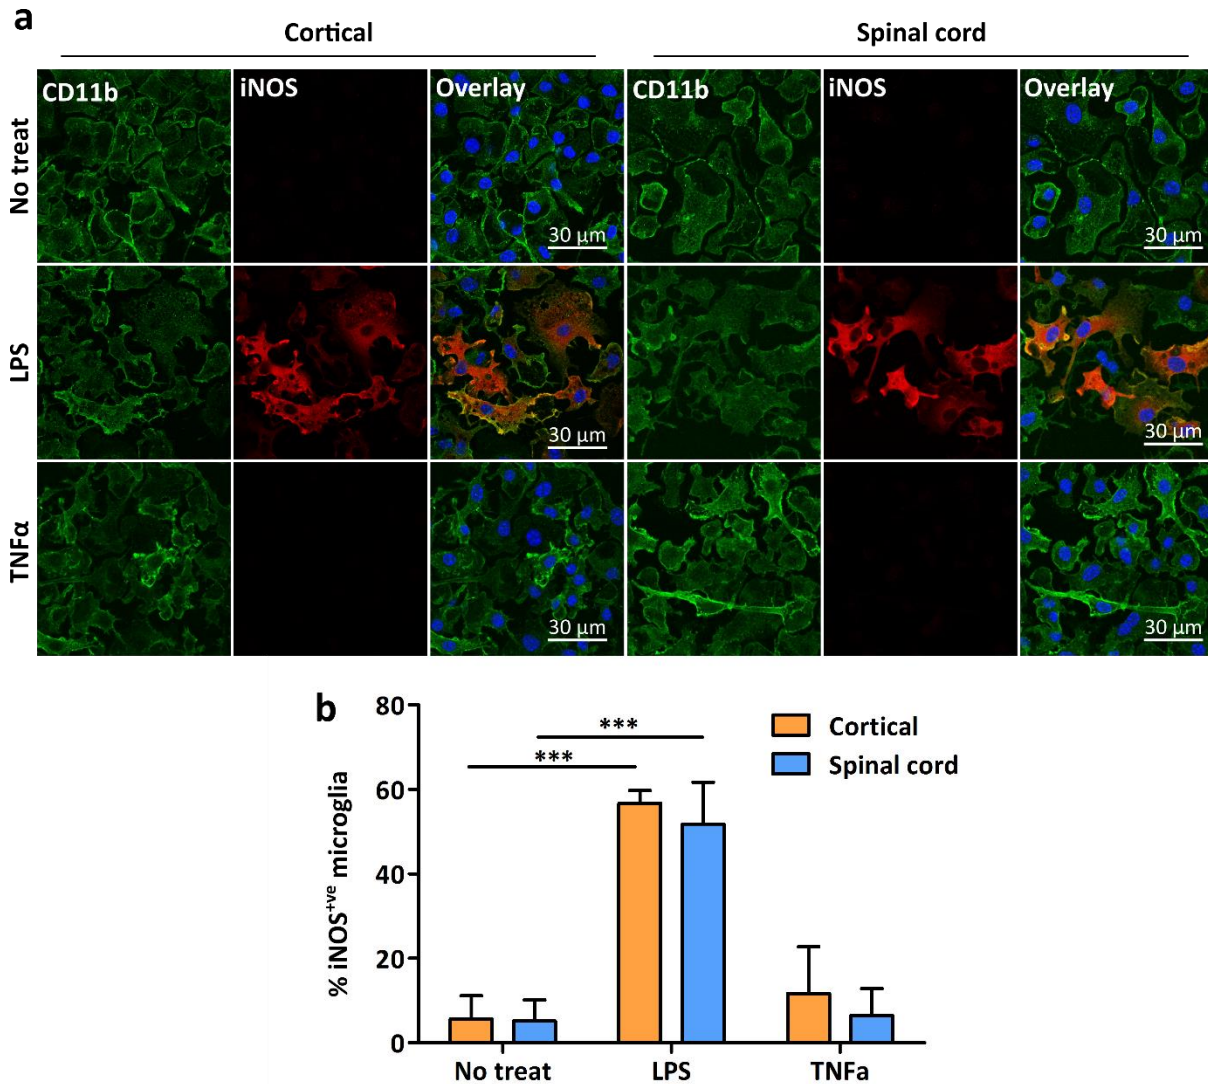 a
Cortical Spinal cord
CD11b iNOS Overlay CD11b iNOS Overlay
No treat
30 µm 30 µm
LPS
30 µm 30 µm
TNFα
30 µm 30 µm
b
80
60
40
20
0
% iNOS+ve microglia
***
***
Cortical
Spinal cord
No treat LPS TNFa